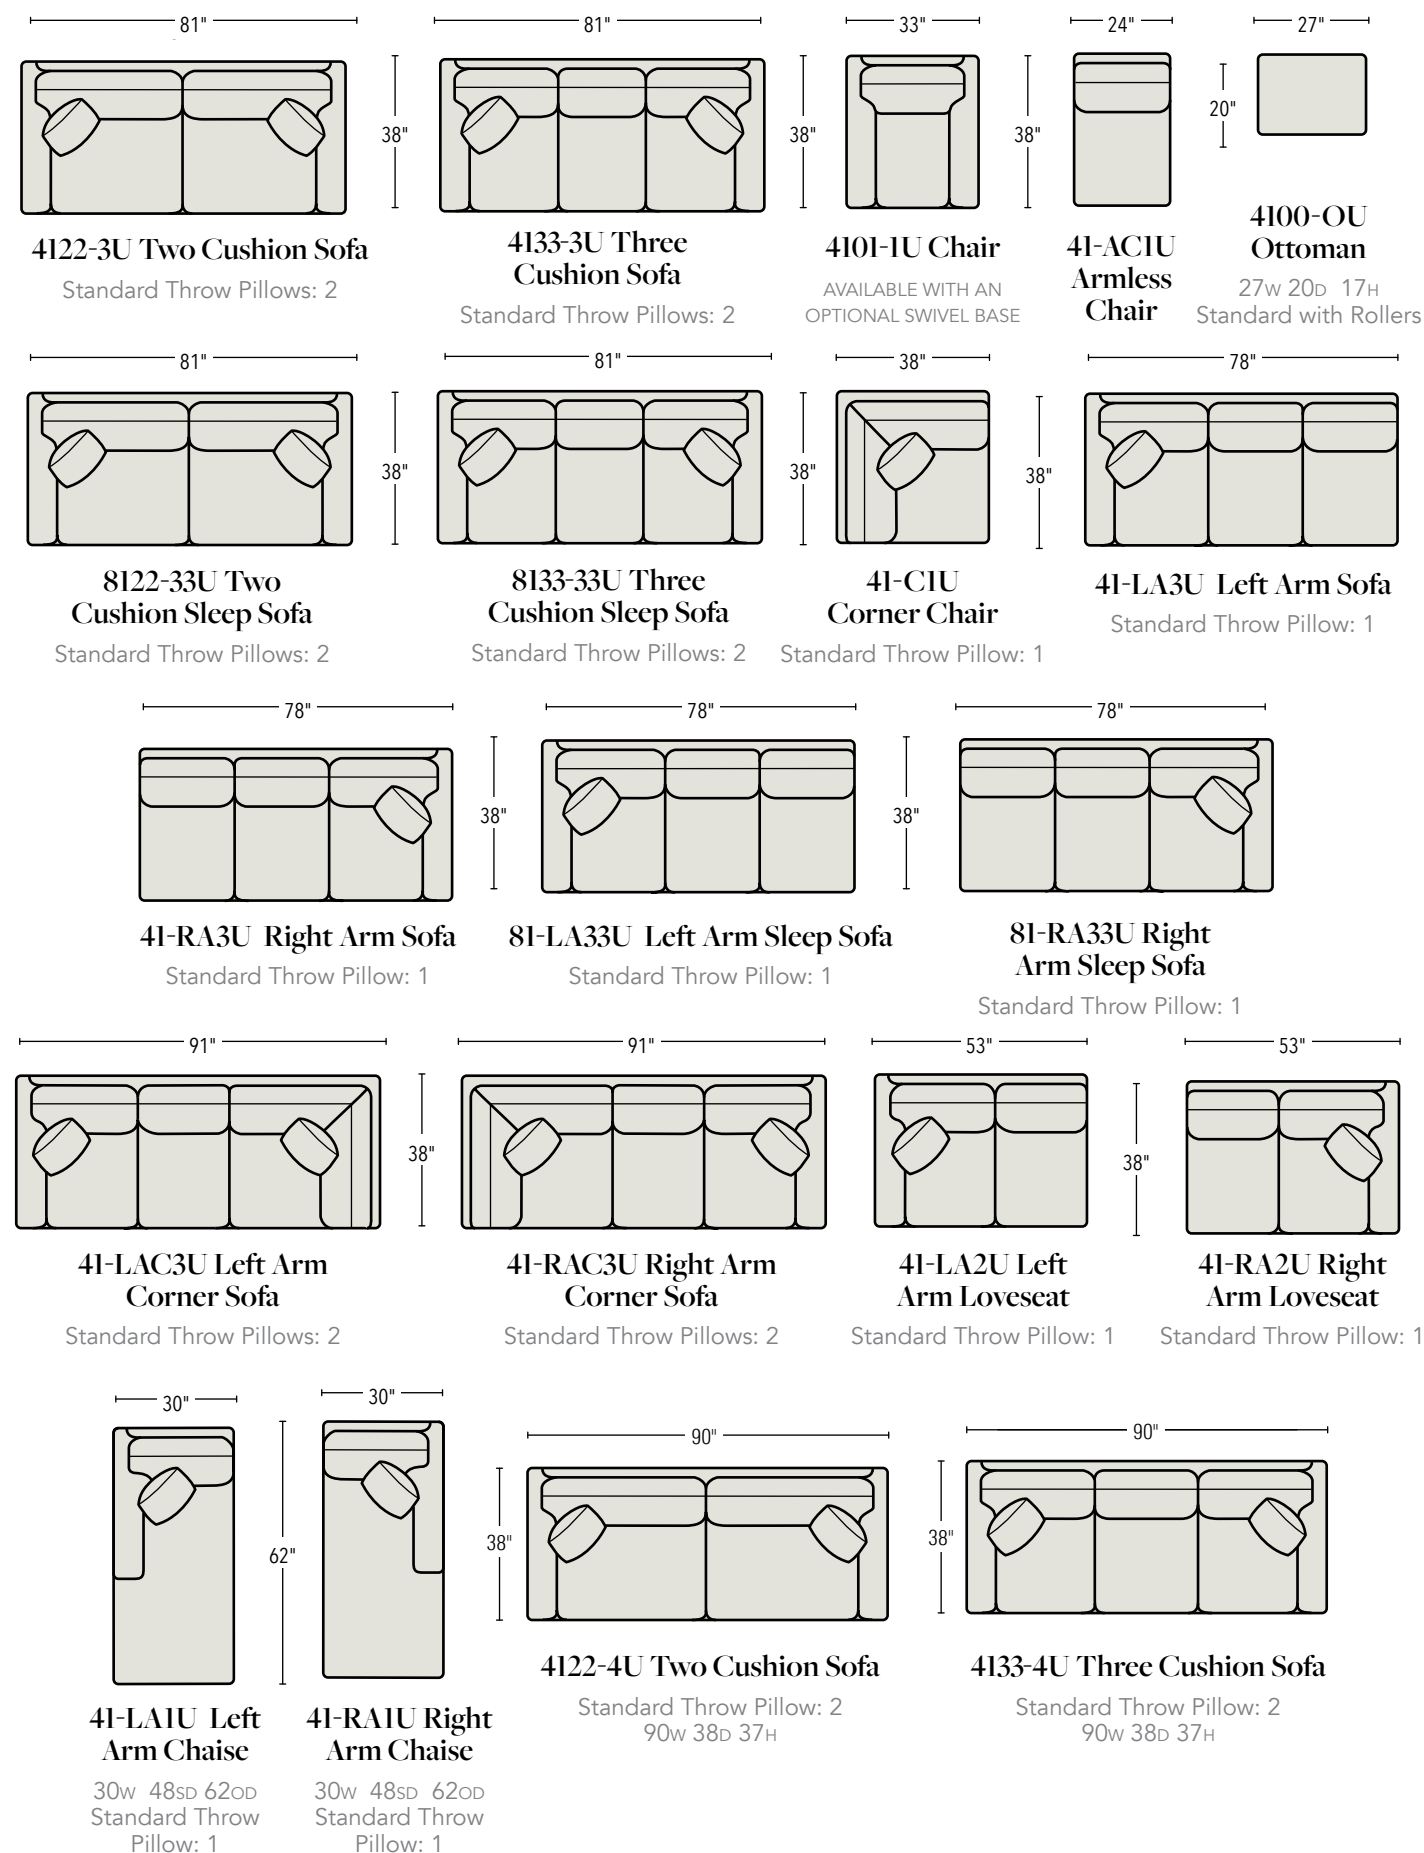 81"
81"
33"
24"
27"
38"
38"
38"
20"
4122-3U Two Cushion Sofa
Standard Throw Pillows: 2
4133-3U Three
Cushion Sofa
Standard Throw Pillows: 2
4101-1U Chair
AVAILABLE WITH AN
OPTIONAL SWIVEL BASE
41-AC1U
Armless
Chair
4100-OU
Ottoman
27W 20D 17H
Standard with Rollers
81"
81"
38"
78"
38"
38"
38"
8122-33U Two
Cushion Sleep Sofa
Standard Throw Pillows: 2
8133-33U Three
Cushion Sleep Sofa
Standard Throw Pillows: 2
41-C1U
Corner Chair
Standard Throw Pillow: 1
41-LA3U Left Arm Sofa
Standard Throw Pillow: 1
78"
78"
78"
38"
38"
41-RA3U Right Arm Sofa
Standard Throw Pillow: 1
81-LA33U Left Arm Sleep Sofa
Standard Throw Pillow: 1
81-RA33U Right
Arm Sleep Sofa
Standard Throw Pillow: 1
91"
91"
53"
53"
38"
38"
41-LAC3U Left Arm
Corner Sofa
Standard Throw Pillows: 2
41-RAC3U Right Arm
Corner Sofa
Standard Throw Pillows: 2
41-LA2U Left
Arm Loveseat
Standard Throw Pillow: 1
41-RA2U Right
Arm Loveseat
Standard Throw Pillow: 1
30"
30"
90"
90"
62"
38"
38"
41-LA1U Left
Arm Chaise
30W 48SD 62OD
Standard Throw
Pillow: 1
41-RA1U Right
Arm Chaise
30W 48SD 62OD
Standard Throw
Pillow: 1
4122-4U Two Cushion Sofa
Standard Throw Pillow: 2
90W 38D 37H
4133-4U Three Cushion Sofa
Standard Throw Pillow: 2
90W 38D 37H